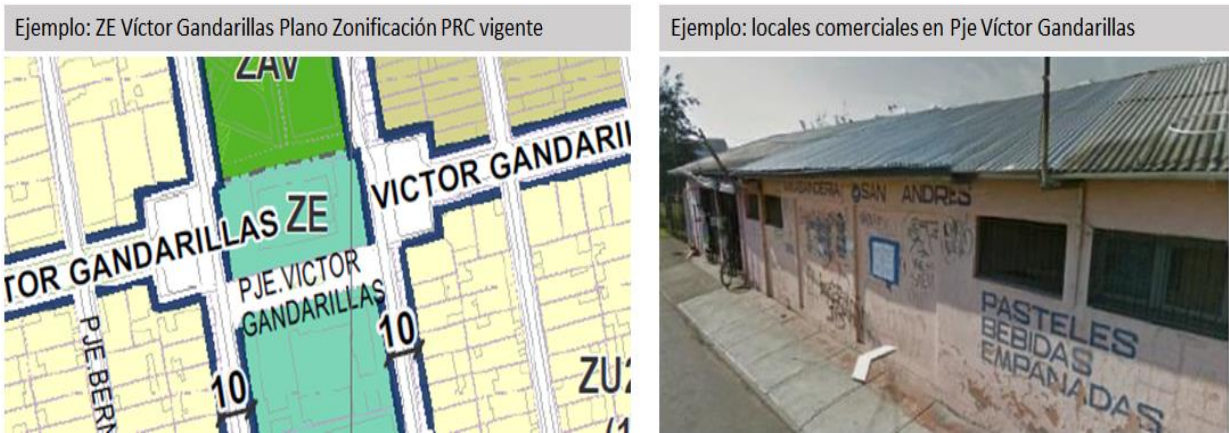 Ejemplo: ZE Víctor Gandarillas Plano Zonificación PRC vigente
ZAV
VICTOR GANDARI
TOR GANDARILLAS ZE
PJE.VICTOR
GANDARILLAS
PJE.BERN
10
10
ZU
Ejemplo: locales comerciales en Pje Víctor Gandarillas
SAN ANDRES
PASTELES
BEBIDAS
EMPANADAS